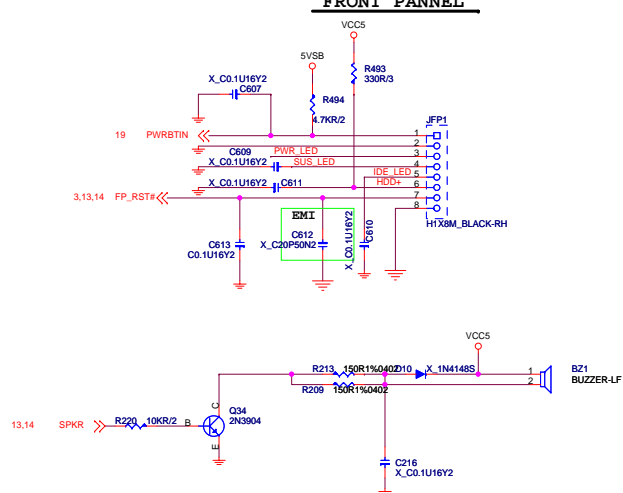 FRONT PANNEL
VCC5
5VSB
X_C0.1U16Y2
C607
R493
330R/3
R494
4.7KR/2
JFP1
19 PWRBTIN
1
2
3
4
5
6
7
8
C609
PWR_LED
X_C0.1U16Y2
SUS_LED
IDE_LED
X_C0.1U16Y2
C611
HDD+
3,13,14 FP_RST#
H1X8M_BLACK-RH
EMI
C613
C0.1U16Y2
C612
X_C20P50N2
X_C0.1U16Y2
C610
VCC5
R213
150R1%0402
D10
X_1N4148S
1
2
BZ1
BUZZER-LF
R209
150R1%0402
13,14 SPKR
R220
10KR/2
B
C
E
Q34
2N3904
C216
X_C0.1U16Y2